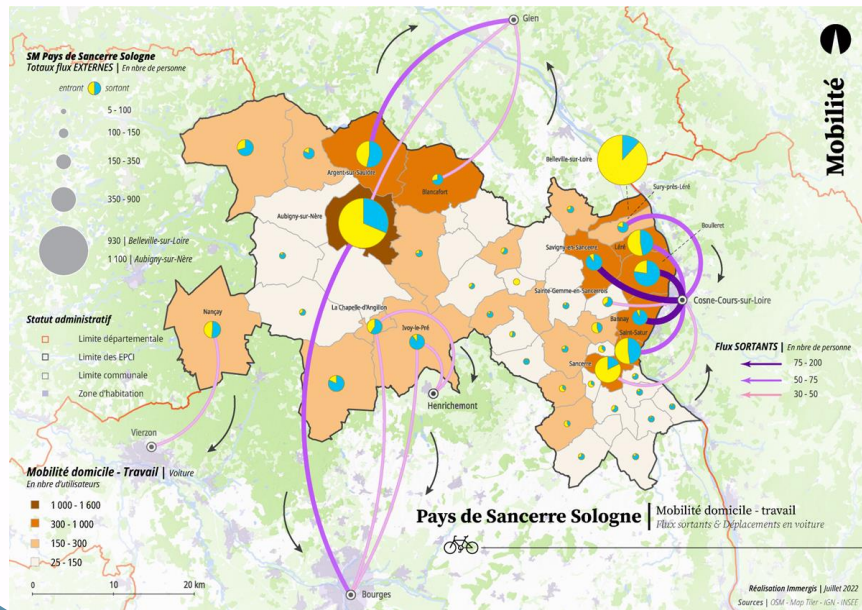 SM Pays de Sancerre Sologne
Totaux flux EXTERNES | En nbre de personne
entrant sortant
5 - 100
100 - 150
150 - 350
350 - 900
930 | Belleville-sur-Loire
1 100 | Aubigny-sur-Nère
Statut administratif
Limite départementale
Limite des EPCI
Limite communale
Zone d'habitation
Mobilité domicile - Travail | Voiture
En nbre d'utilisateurs
1 000 - 1 600
300 - 1 000
150 - 300
25 - 150
0 10 20 km
Gien
Mobilité
Belleville-sur-Loire
Sury-près-Léré
Boulleret
Argent-sur-Sauldre
Blancafort
Aubigny-sur-Nère
Savigny-en-Sancerre
Léré
Sainte-Gemme-en-Sancerrois
Cosne-Cours-sur-Loire
Nançay
La Chapelle-d'Angillon
Ivoy-le-Pré
Bannay
Saint-Satur
Sancerre
Henrichemont
Vierzon
Bourges
Flux SORTANTS | En nbre de personne
75 - 200
50 - 75
30 - 50
Pays de Sancerre Sologne | Mobilité domicile - travail
Flux sortants & Déplacements en voiture
Réalisation Immergis | Juillet 2022
Sources | OSM - Map Tiler - IGN - INSEE